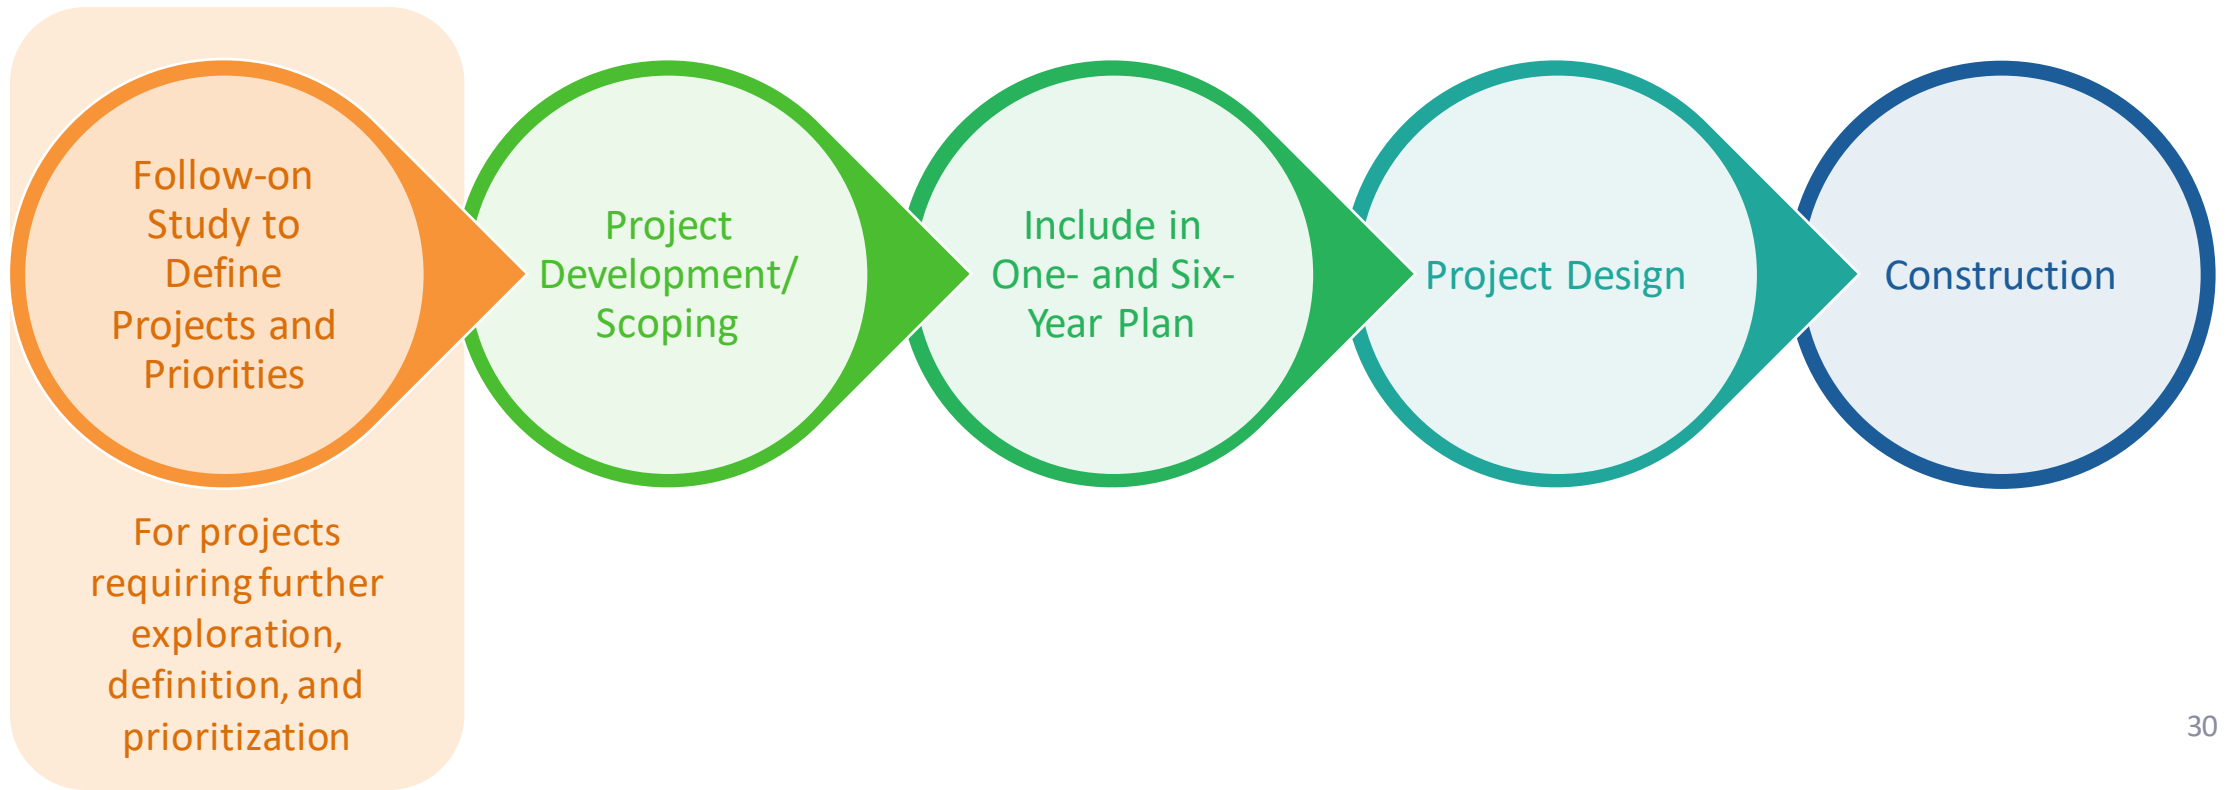 Follow-on
Study to
Define
Projects and
Priorities
For projects
requiring further
exploration,
definition, and
prioritization
Project
Development/
Scoping
Include in
One- and Six-
Year Plan
Project Design
Construction
30